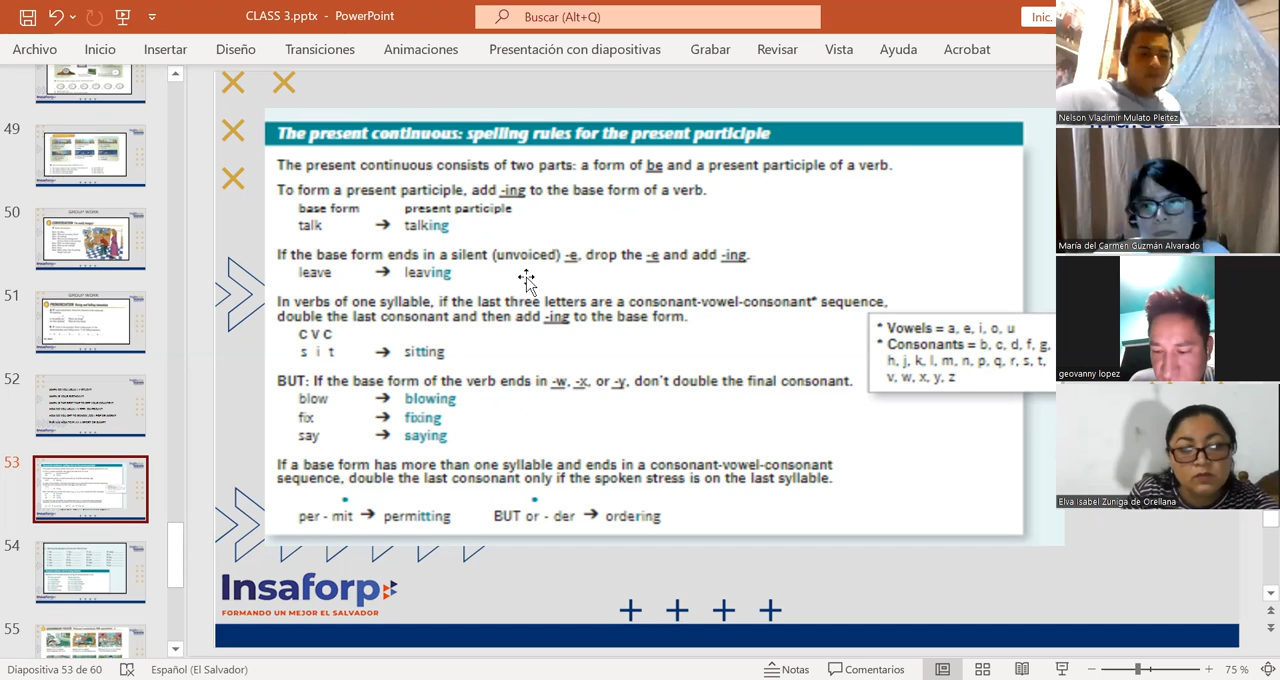 CLASS 3.pptx - PowerPoint
Buscar (Alt+Q)
Inic.
Archivo Inicio Insertar Diseño Transiciones Animaciones Presentación con diapositivas Grabar Revisar Vista Ayuda Acrobat
49
50
51
52
53
54
55
The present continuous: spelling rules for the present participle
The present continuous consists of two parts: a form of be and a present participle of a verb.
To form a present participle, add -ing to the base form of a verb.
base form present participle
talk → talking
If the base form ends in a silent (unvoiced) -e, drop the -e and add -ing.
leave → leaving
In verbs of one syllable, if the last three letters are a consonant-vowel-consonant* sequence,
double the last consonant and then add -ing to the base form.
C V C
s i t → sitting
BUT: If the base form of the verb ends in -w, -x, or -y, don't double the final consonant.
blow → blowing
fix → fixing
say → saying
If a base form has more than one syllable and ends in a consonant-vowel-consonant
sequence, double the last consonant only if the spoken stress is on the last syllable.
per - mit → permitting BUT or - der → ordering
* Vowels = a, e, i, o, u
* Consonants = b, c, d, f, g,
h, j, k, l, m, n, p, q, r, s, t,
v, w, x, y, z
Insaforp
FORMANDO UN MEJOR EL SALVADOR
Nelson Vladimir Mulato Pleitez
María del Carmen Guzmán Alvarado
geovanny lopez
Elva Isabel Zuniga de Orellana
Diapositiva 53 de 60 Español (El Salvador) Notas Comentarios 75 %